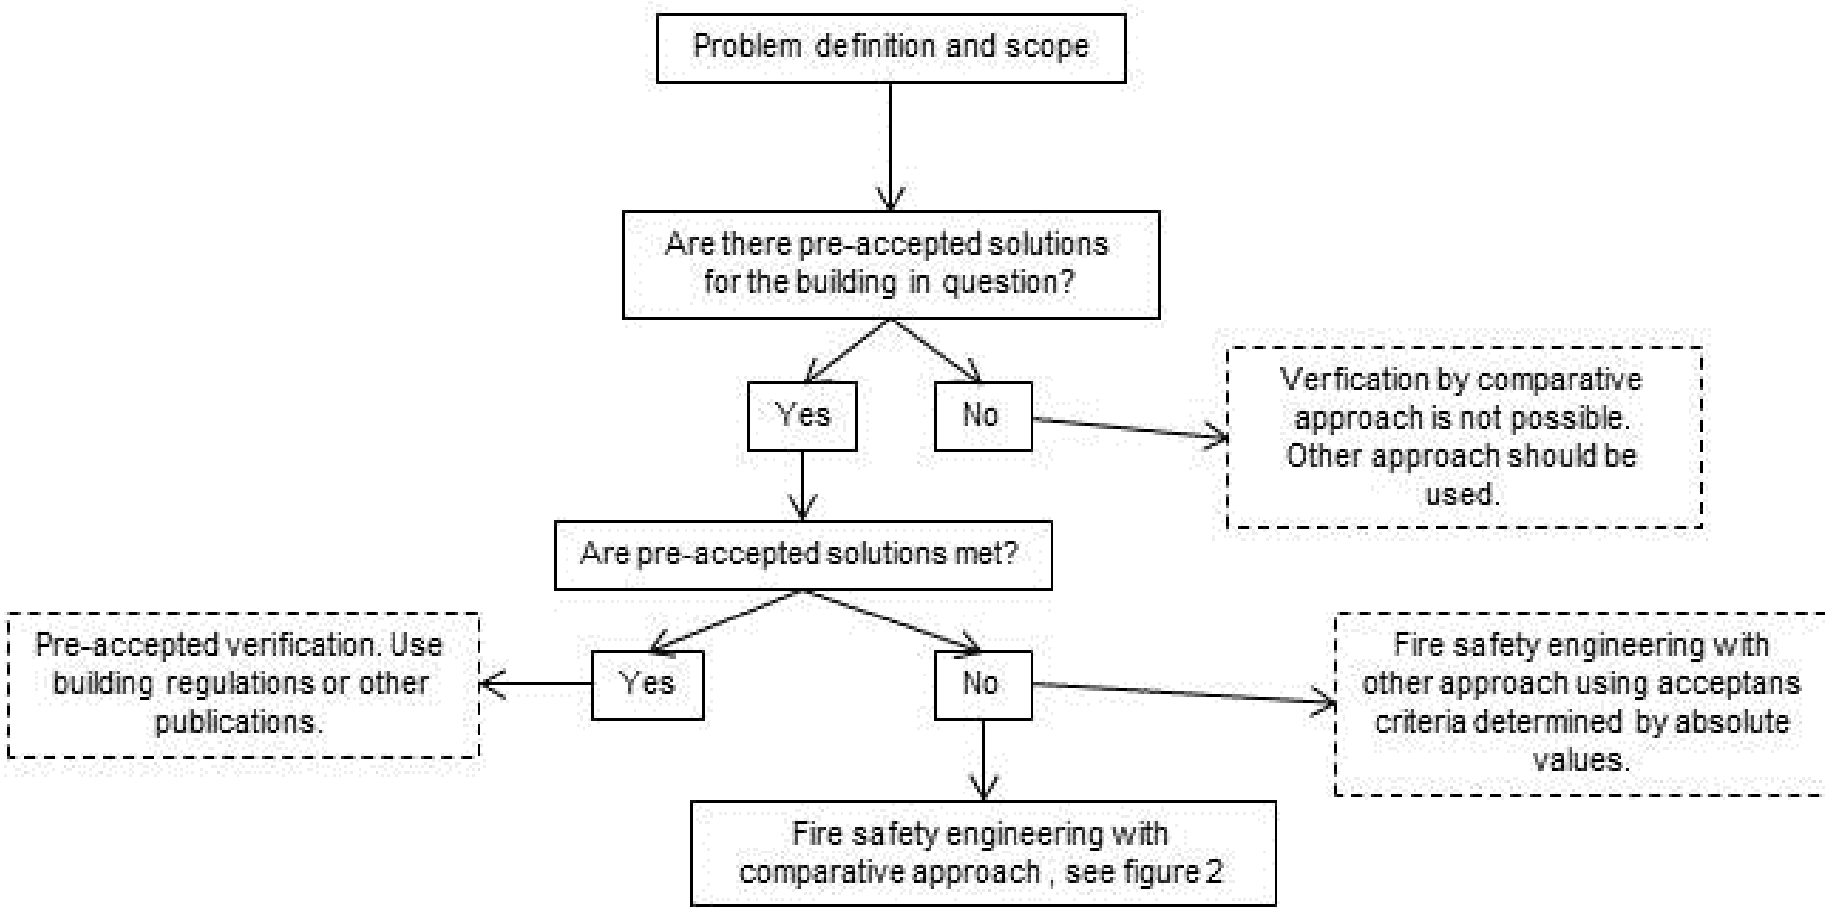 Problem definition and scope
Are there pre-accepted solutions
for the building in question?
Yes
No
Verfication by comparative
approach is not possible.
Other approach should be
used.
Are pre-accepted solutions met?
Pre-accepted verification. Use
building regulations or other
publications.
Yes
No
Fire safety engineering with
other approach using acceptans
criteria determined by absolute
values.
Fire safety engineering with
comparative approach , see figure 2